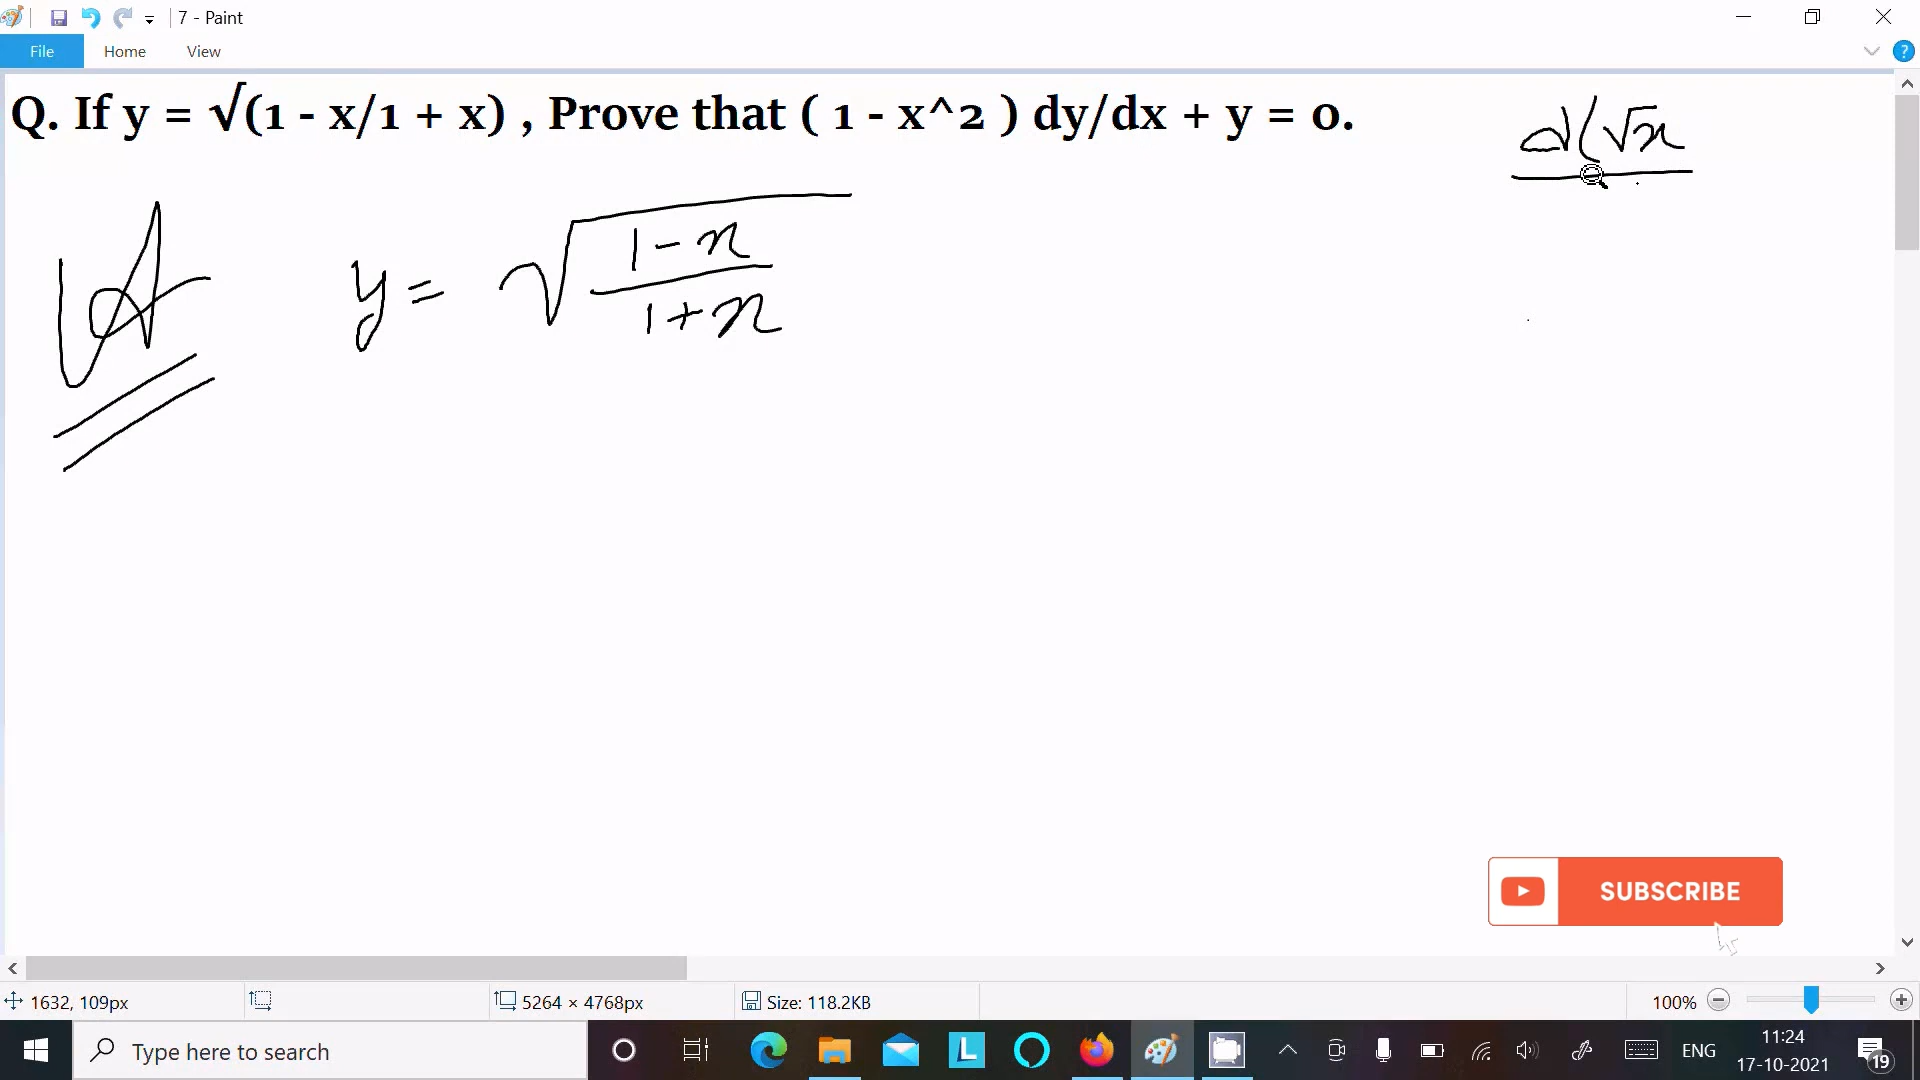 7 - Paint
File Home View
Q. If y = √(1 - x/1 + x) , Prove that ( 1 - x^2 ) dy/dx + y = 0.
d(√x
y = √
1 - x
1 + x
SUBSCRIBE
1632, 109px
5264 × 4768px
Size: 118.2KB
100%
Type here to search
L
ENG
11:24
17-10-2021
19